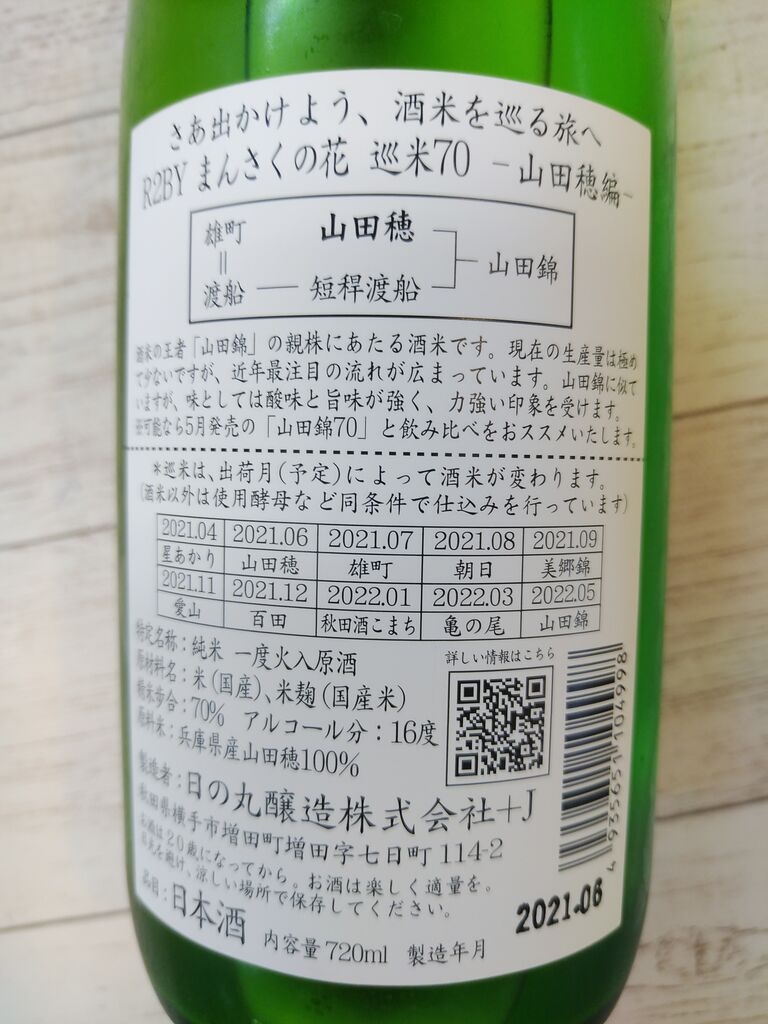 さあ出かけよう、酒米を巡る旅へ
R2BY まんさくの花 巡米70 －山田穂編－
雄町 山田穂
||
山田錦
渡船 短稈渡船
酒米の王者「山田錦」の親株にあたる酒米です。現在の生産量は極め
て少ないですが、近年最注目の流れが広まっています。山田錦に似て
いますが、味としては酸味と旨味が強く、力強い印象を受けます。
※可能なら5月発売の「山田錦70」と飲み比べをおススメいたします。
*巡米は、出荷月(予定)によって酒米が変わります。
(酒米以外は使用酵母など同条件で仕込みを行っています)
2021.04 2021.06 2021.07 2021.08 2021.09
星あかり 山田穂 雄町 朝日 美郷錦
2021.11 2021.12 2022.01 2022.03 2022.05
愛山 百田 秋田酒こまち 亀の尾 山田錦
特定名称：純米 一度火入原酒
原材料名：米(国産)、米麹(国産米)
精米歩合：70% アルコール分：16度
原料米：兵庫県産山田穂100%
詳しい情報はこちら
4 935651 104998
製造者：日の丸醸造株式会社+J
秋田県横手市増田町増田字七日町114-2
お酒は20歳になってから。お酒は楽しく適量を。
日光を避け、涼しい場所で保存してください。
品目：日本酒 内容量720ml 製造年月
2021.06